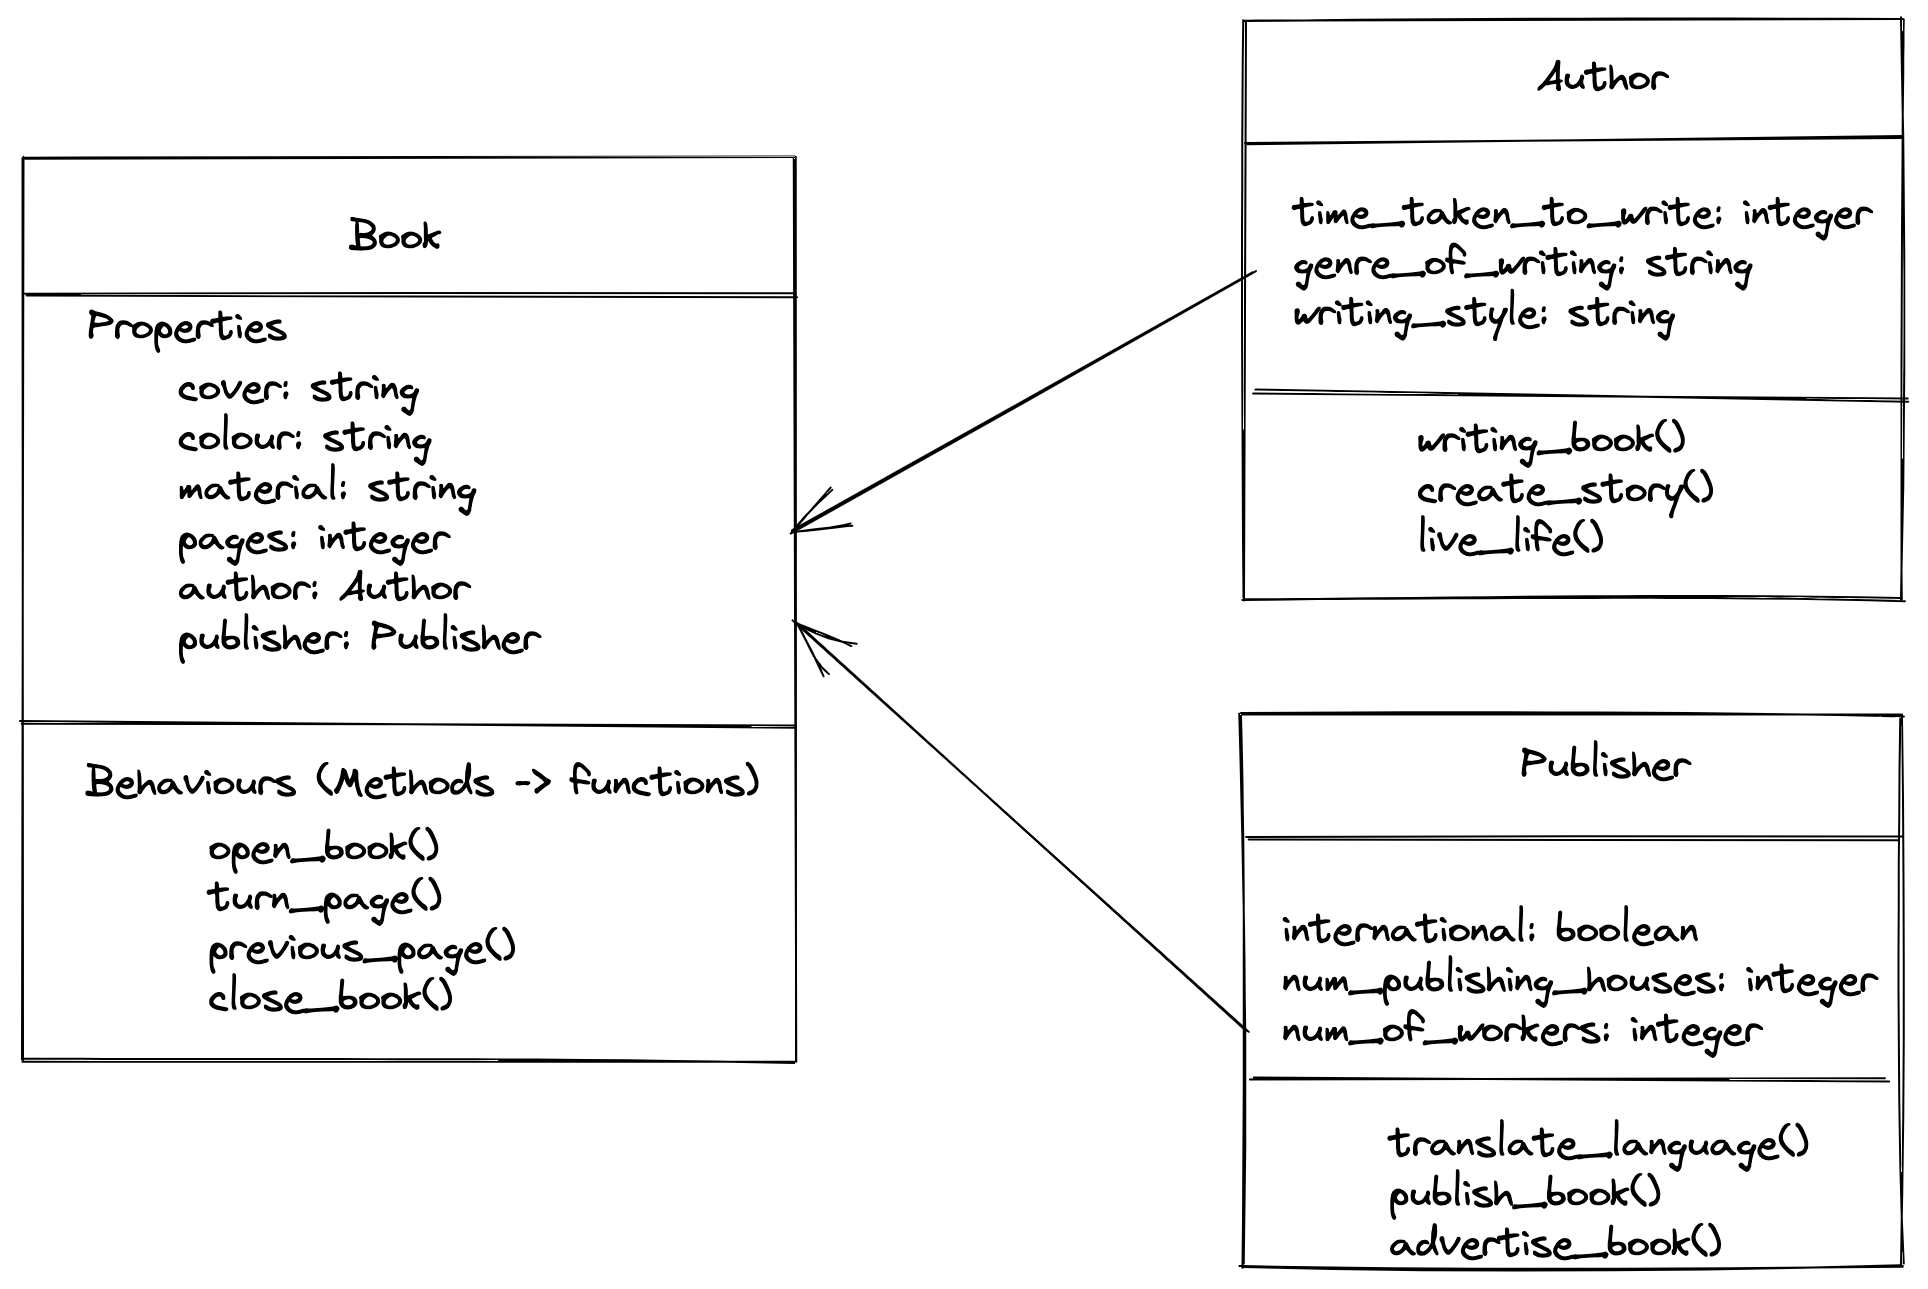 Book
Properties
cover: string
colour: string
material: string
pages: integer
author: Author
publisher: Publisher
Behaviours (Methods -> functions)
open_book()
turn_page()
previous_page()
close_book()
Author
time_taken_to_write: integer
genre_of_writing: string
writing_style: string
writing_book()
create_story()
live_life()
Publisher
international: boolean
num_publishing_houses: integer
num_of_workers: integer
translate_language()
publish_book()
advertise_book()